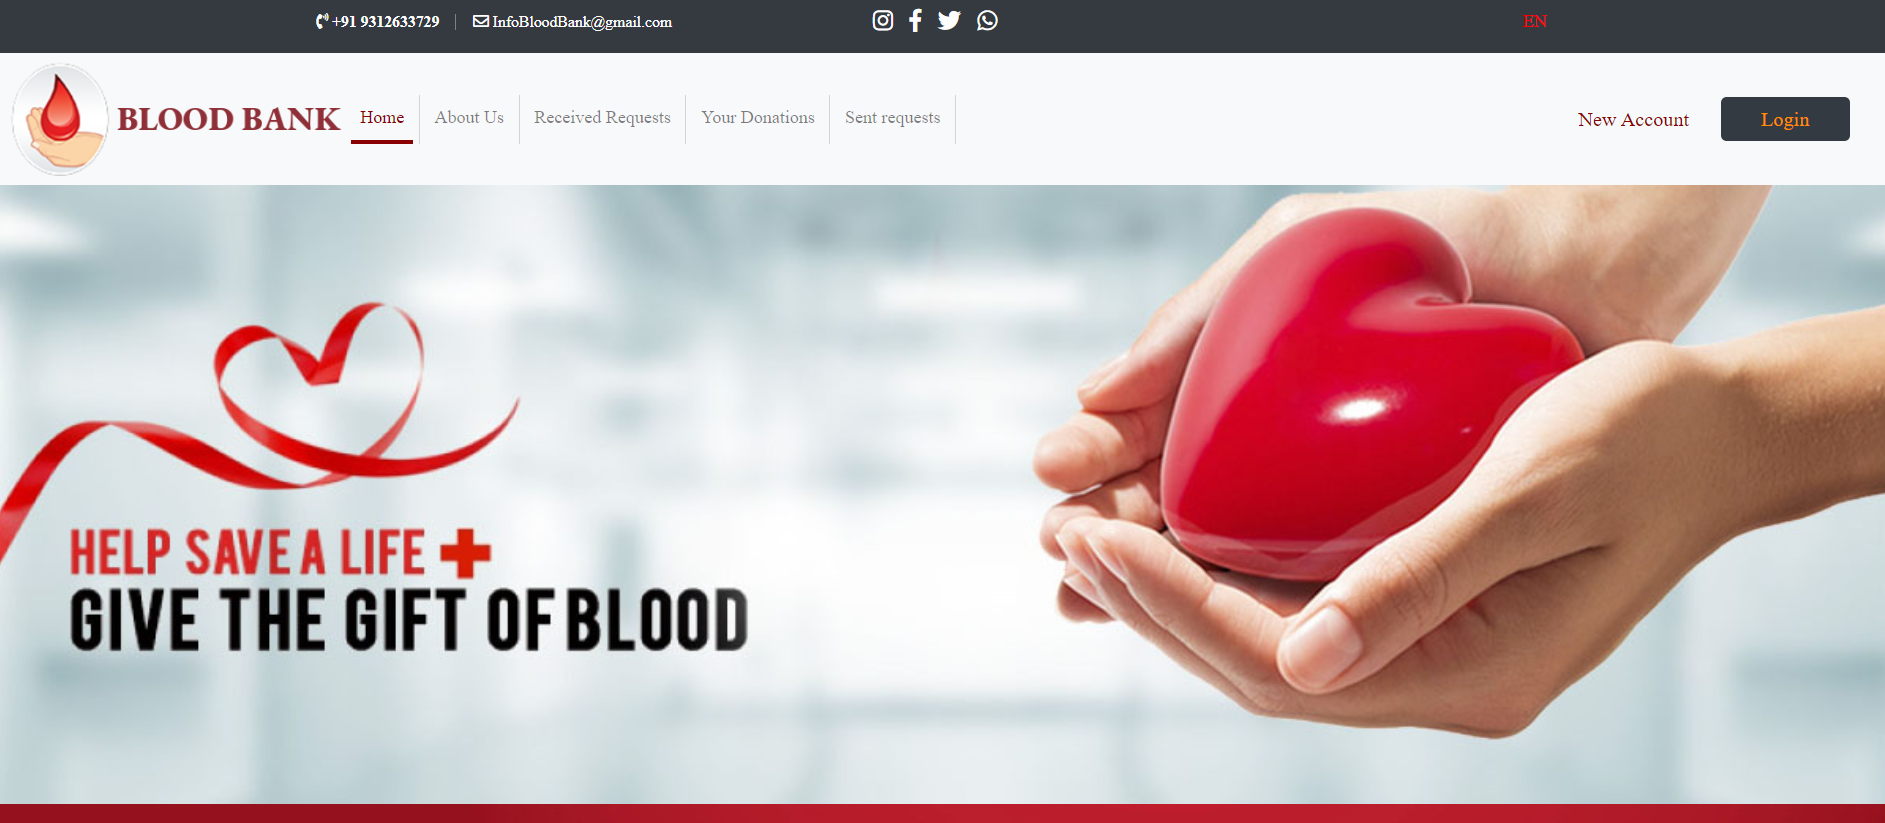 +91 9312633729 InfoBloodBank@gmail.com EN
BLOOD BANK Home About Us Received Requests Your Donations Sent requests New Account Login
HELP SAVE A LIFE
GIVE THE GIFT OF BLOOD